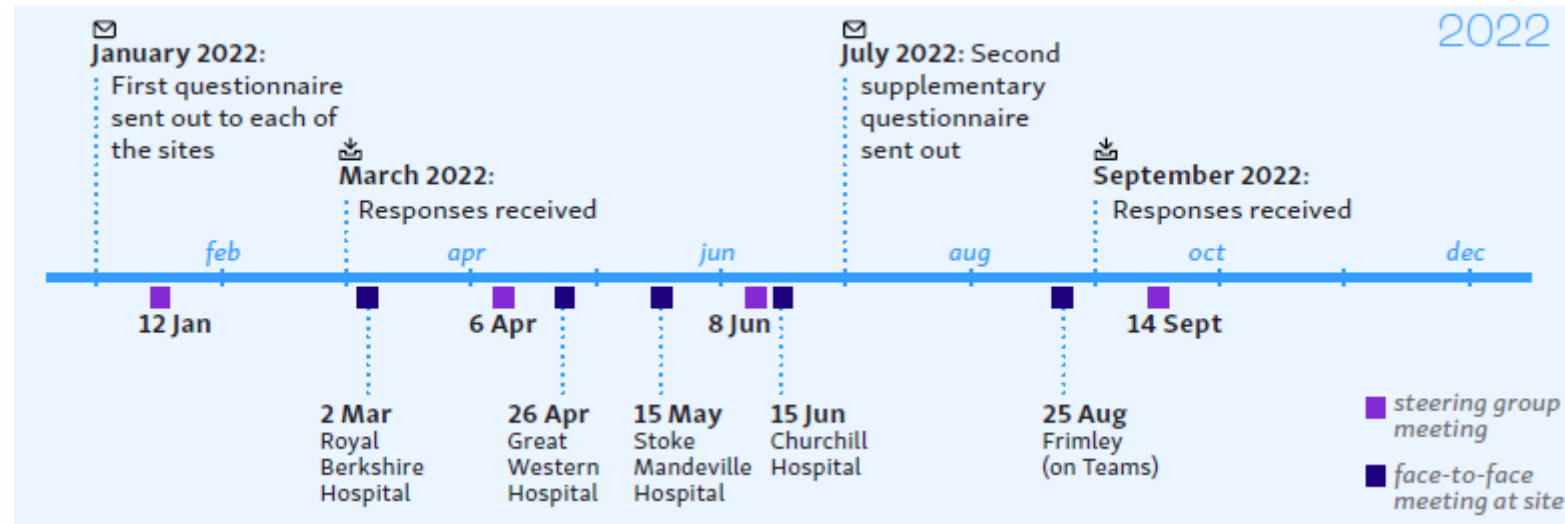 2022
January 2022:
First questionnaire
sent out to each of
the sites
March 2022:
Responses received
July 2022: Second
supplementary
questionnaire
sent out
September 2022:
Responses received
feb
apr
jun
aug
oct
dec
12 Jan
6 Apr
8 Jun
14 Sept
2 Mar
Royal
Berkshire
Hospital
26 Apr
Great
Western
Hospital
15 May
Stoke
Mandeville
Hospital
15 Jun
Churchill
Hospital
25 Aug
Frimley
(on Teams)
steering group
meeting
face-to-face
meeting at site